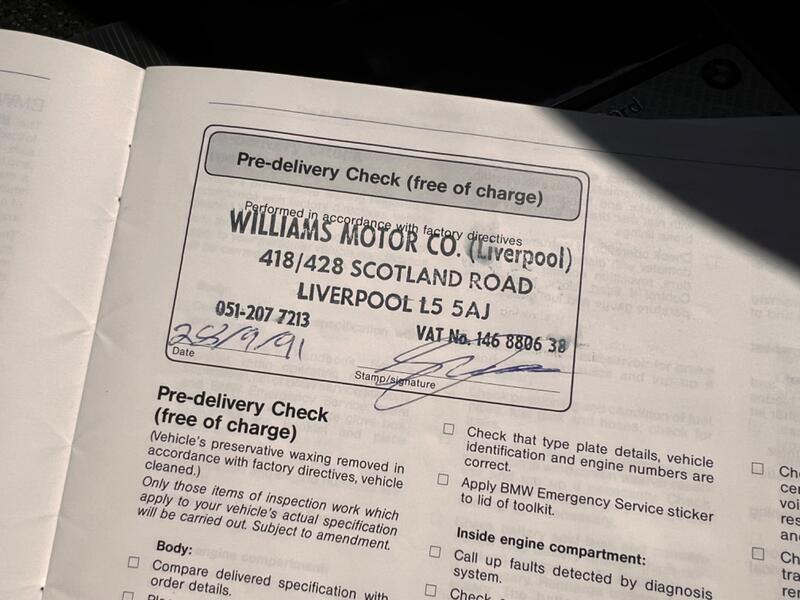 Pre-delivery Check (free of charge)
Performed in accordance with factory directives
WILLIAMS MOTOR CO. (Liverpool)
418/428 SCOTLAND ROAD
LIVERPOOL L5 5AJ
051-207 7213
VAT No. 146 8806 38
28/9/91
Date
Stamp/signature
Pre-delivery Check
(free of charge)
(Vehicle's preservative waxing removed in
accordance with factory directives, vehicle
cleaned.)
Only those items of inspection work which
apply to your vehicle's actual specification
will be carried out. Subject to amendment.
Body:
Compare delivered specification with
order details.
Check that type plate details, vehicle
identification and engine numbers are
correct.
Apply BMW Emergency Service sticker
to lid of toolkit.
Inside engine compartment:
Call up faults detected by diagnosis
system.
Check